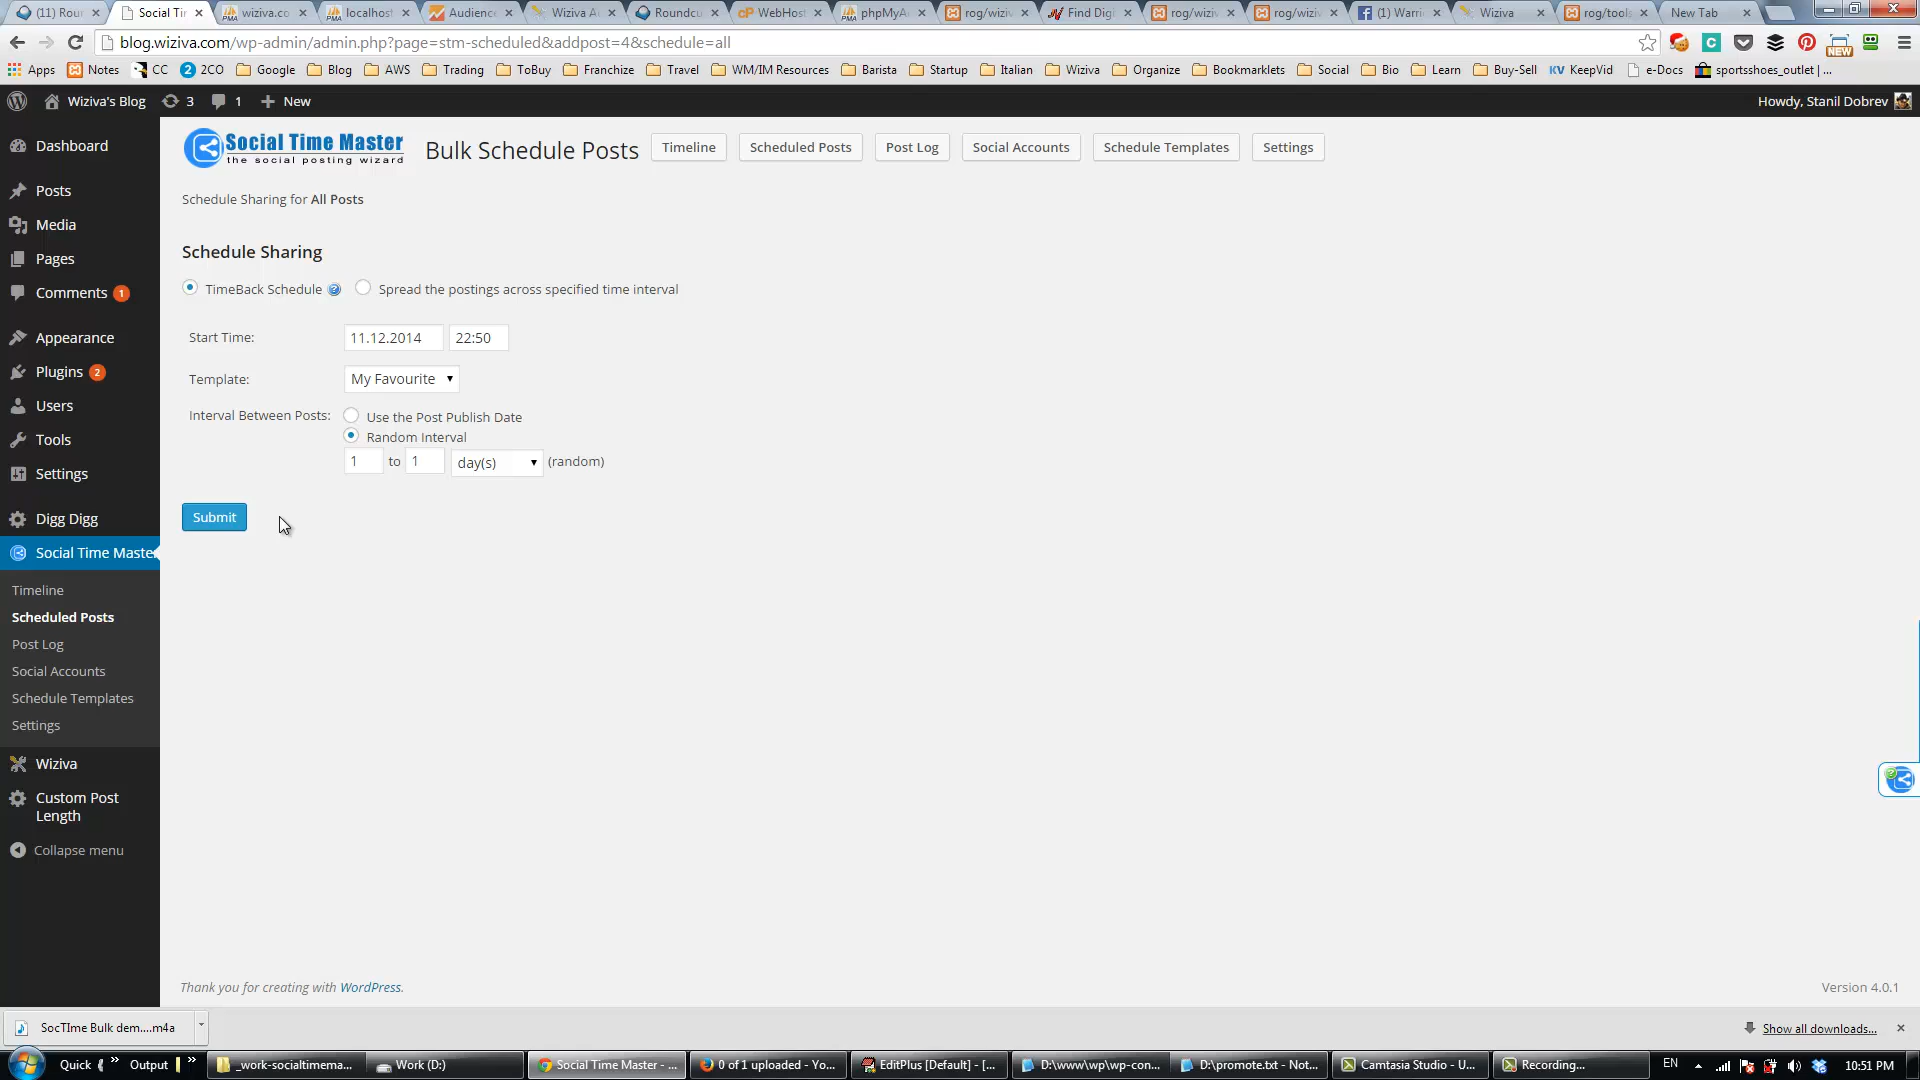 (11) Rour
Social Tir
wiziva.co
localhost
Audience
Wiziva A
Roundcu
WebHost
phpMyA
rog/wiziv
Find Digi
rog/wiziv
rog/wiziv
(1) Warri
Wiziva
rog/tools
New Tab
blog.wiziva.com/wp-admin/admin.php?page=stm-scheduled&addpost=4&schedule=all
NEW
Apps
Notes
CC
2CO
Google
Blog
AWS
Trading
ToBuy
Franchize
Travel
WM/IM Resources
Barista
Startup
Italian
Wiziva
Organize
Bookmarklets
Social
Bio
Learn
Buy-Sell
KV KeepVid
e-Docs
sportsshoes_outlet | ...
Wiziva's Blog
3
1
New
Howdy, Stanil Dobrev
Dashboard
Posts
Media
Pages
Comments 1
Appearance
Plugins 2
Users
Tools
Settings
Digg Digg
Social Time Maste
Timeline
Scheduled Posts
Post Log
Social Accounts
Schedule Templates
Settings
Wiziva
Custom Post
Length
Collapse menu
Social Time Master
the social posting wizard
Bulk Schedule Posts
Timeline
Scheduled Posts
Post Log
Social Accounts
Schedule Templates
Settings
Schedule Sharing for All Posts
Schedule Sharing
TimeBack Schedule ? Spread the postings across specified time interval
Start Time: 11.12.2014 22:50
Template: My Favourite
Interval Between Posts: Use the Post Publish Date
Random Interval
1 to 1 day(s) (random)
Submit
Thank you for creating with WordPress.
Version 4.0.1
SocTIme Bulk dem....m4a
Show all downloads...
Quick
Output
_work-socialtimema...
Work (D:)
Social Time Master - ...
0 of 1 uploaded - Yo...
EditPlus [Default] - [...
D:\www\wp\wp-con...
D:\promote.txt - Not...
Camtasia Studio - U...
Recording...
EN
10:51 PM